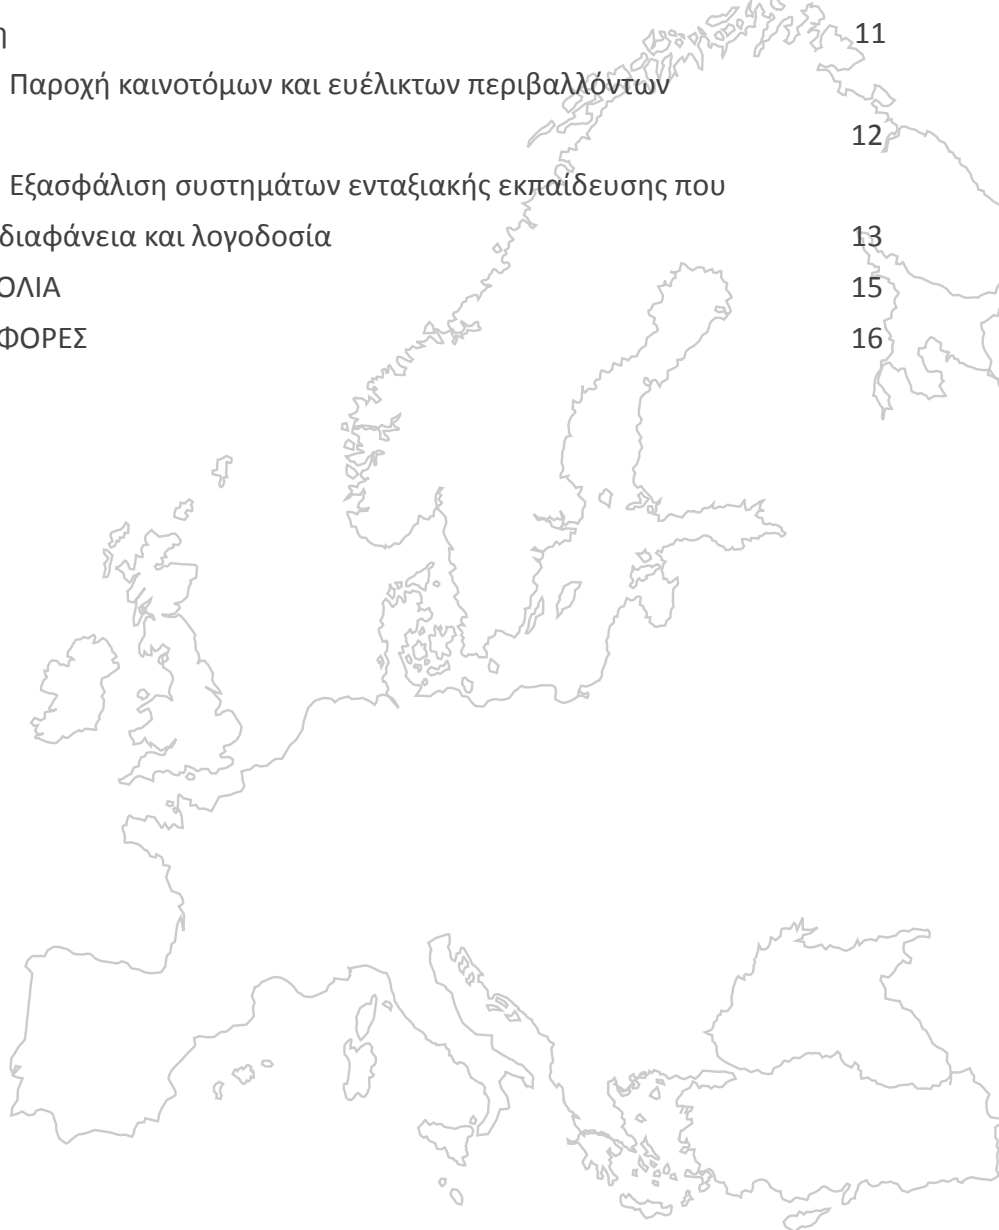 η 11
Παροχή καινοτόμων και ευέλικτων περιβαλλόντων
12
Εξασφάλιση συστημάτων ενταξιακής εκπαίδευσης που
διαφάνεια και λογοδοσία 13
ΟΛΙΑ 15
ΦΟΡΕΣ 16